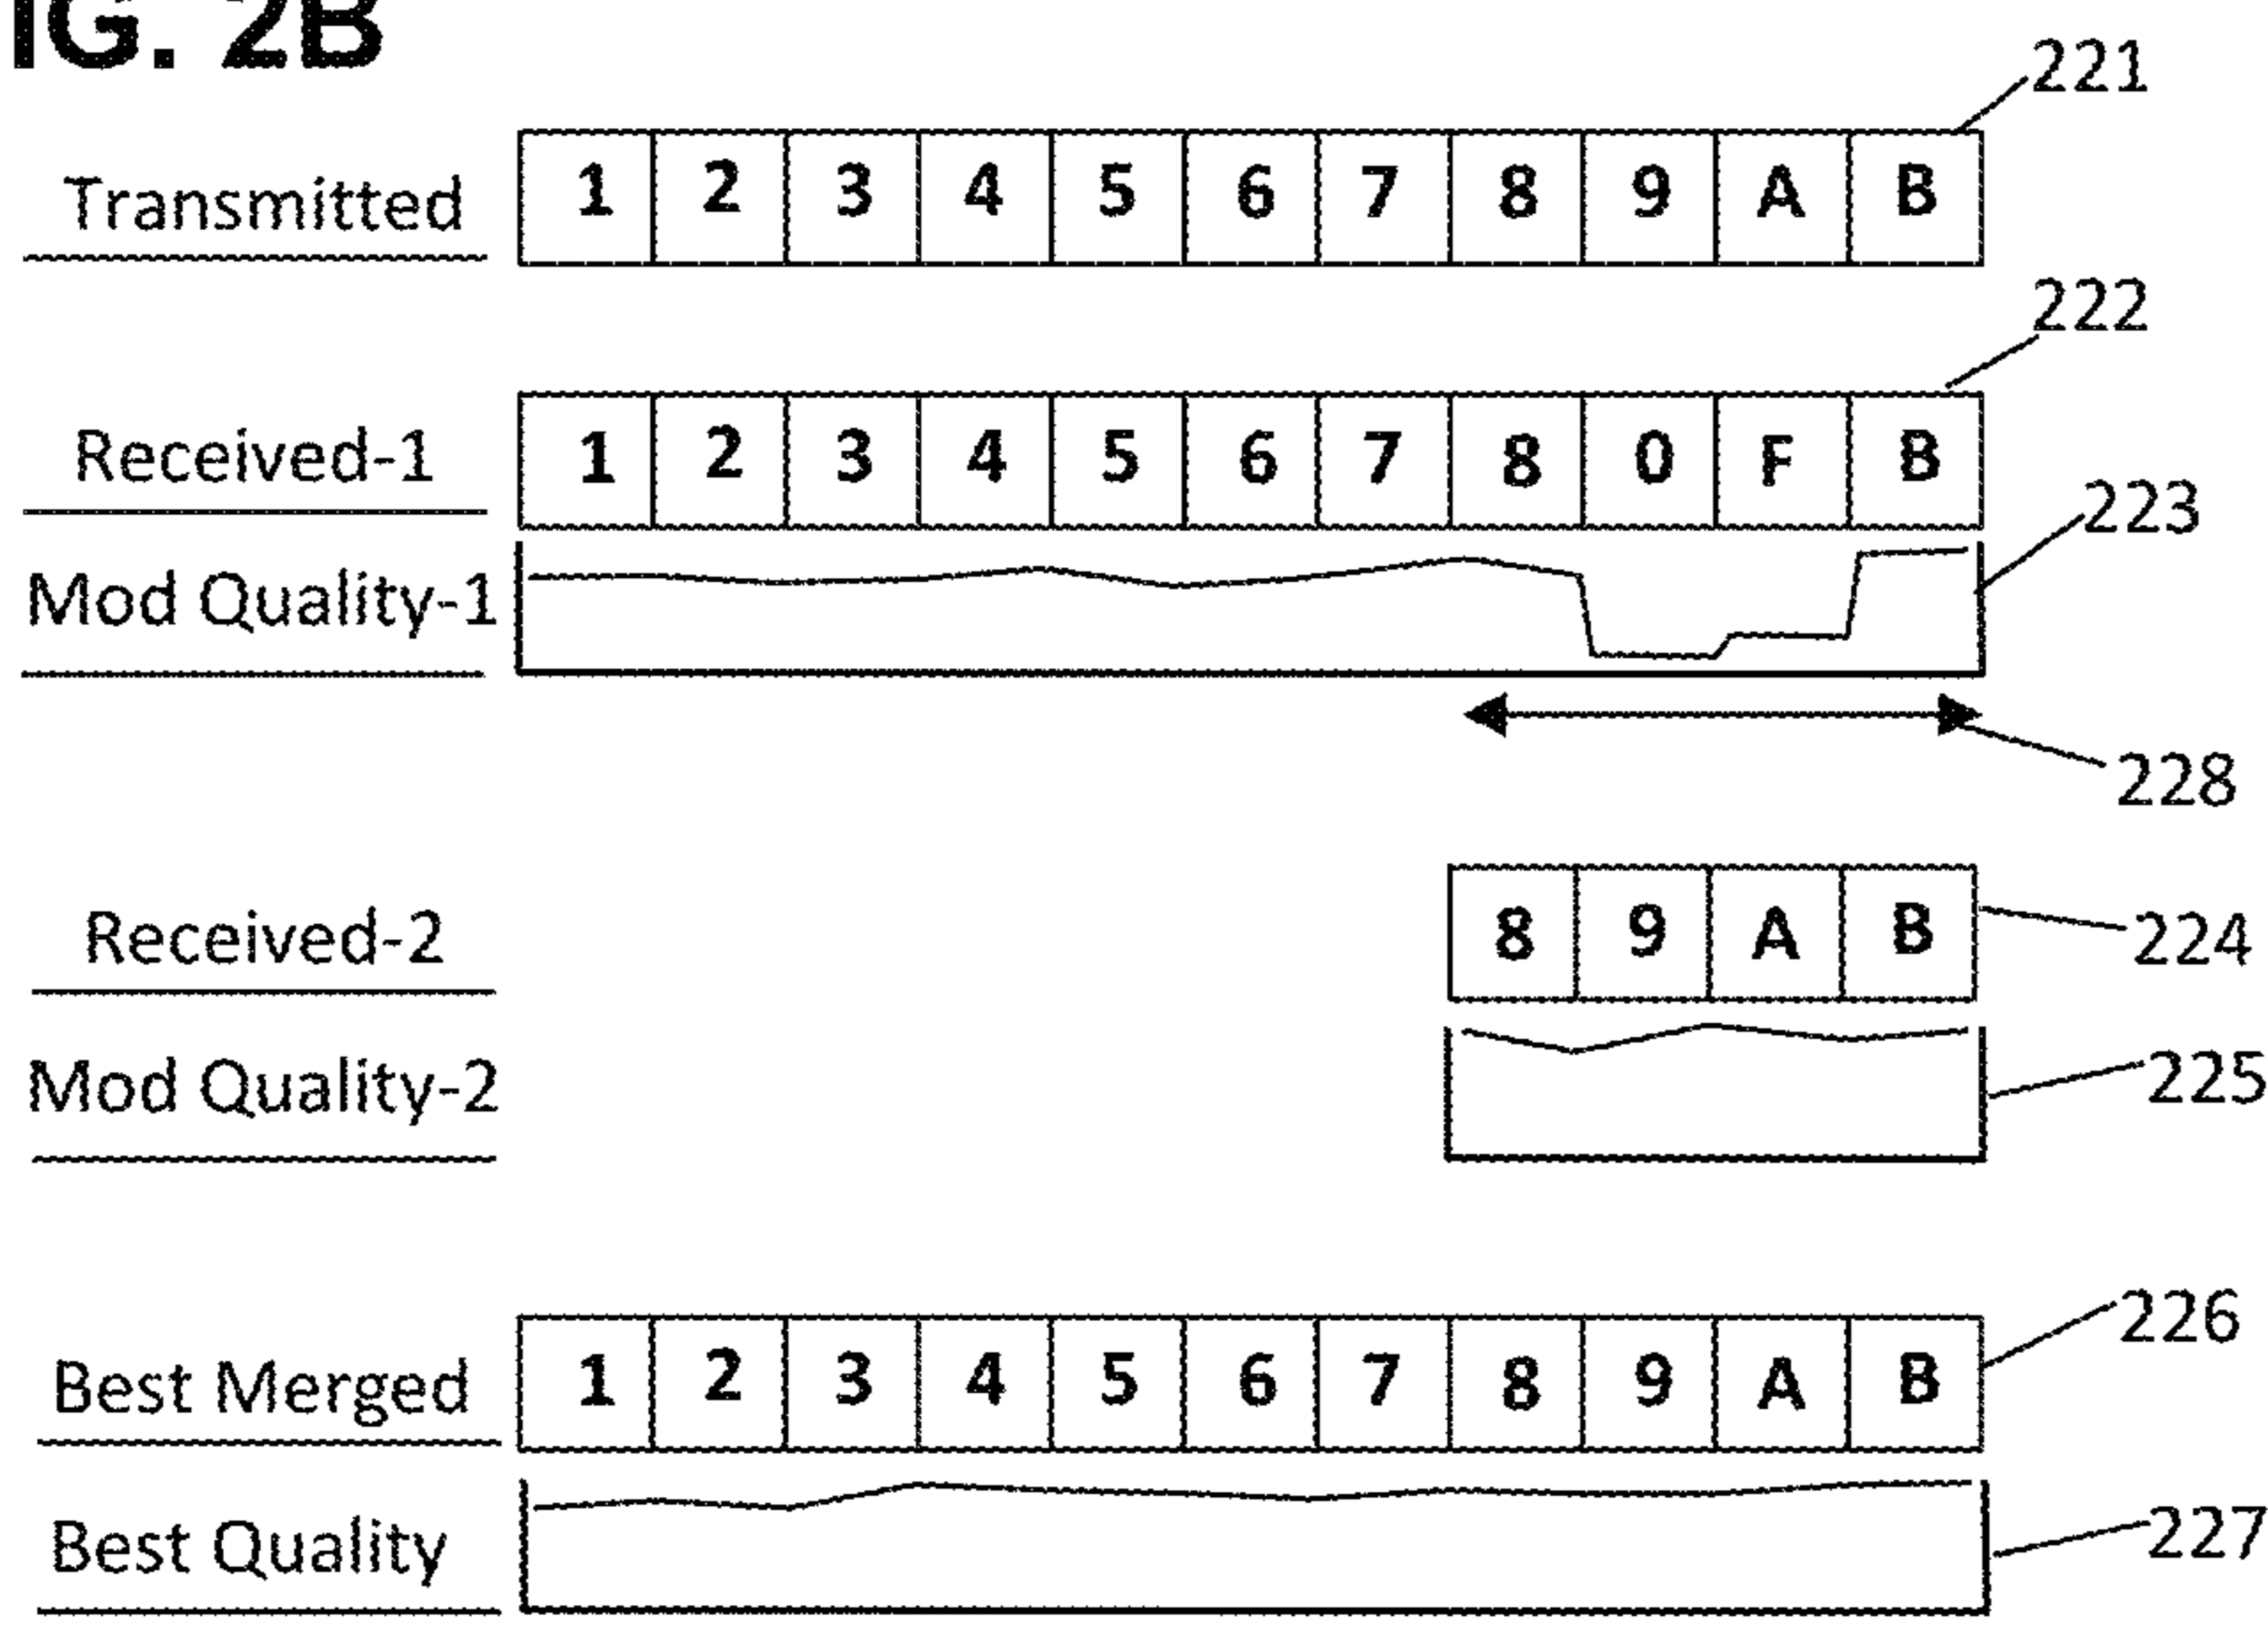 IG. 2B
221
Transmitted 1 2 3 4 5 6 7 8 9 A B
222
Received-1 1 2 3 4 5 6 7 8 0 F B
223
Mod Quality-1
228
Received-2 8 9 A B 224
Mod Quality-2 225
226
Best Merged 1 2 3 4 5 6 7 8 9 A B
Best Quality 227